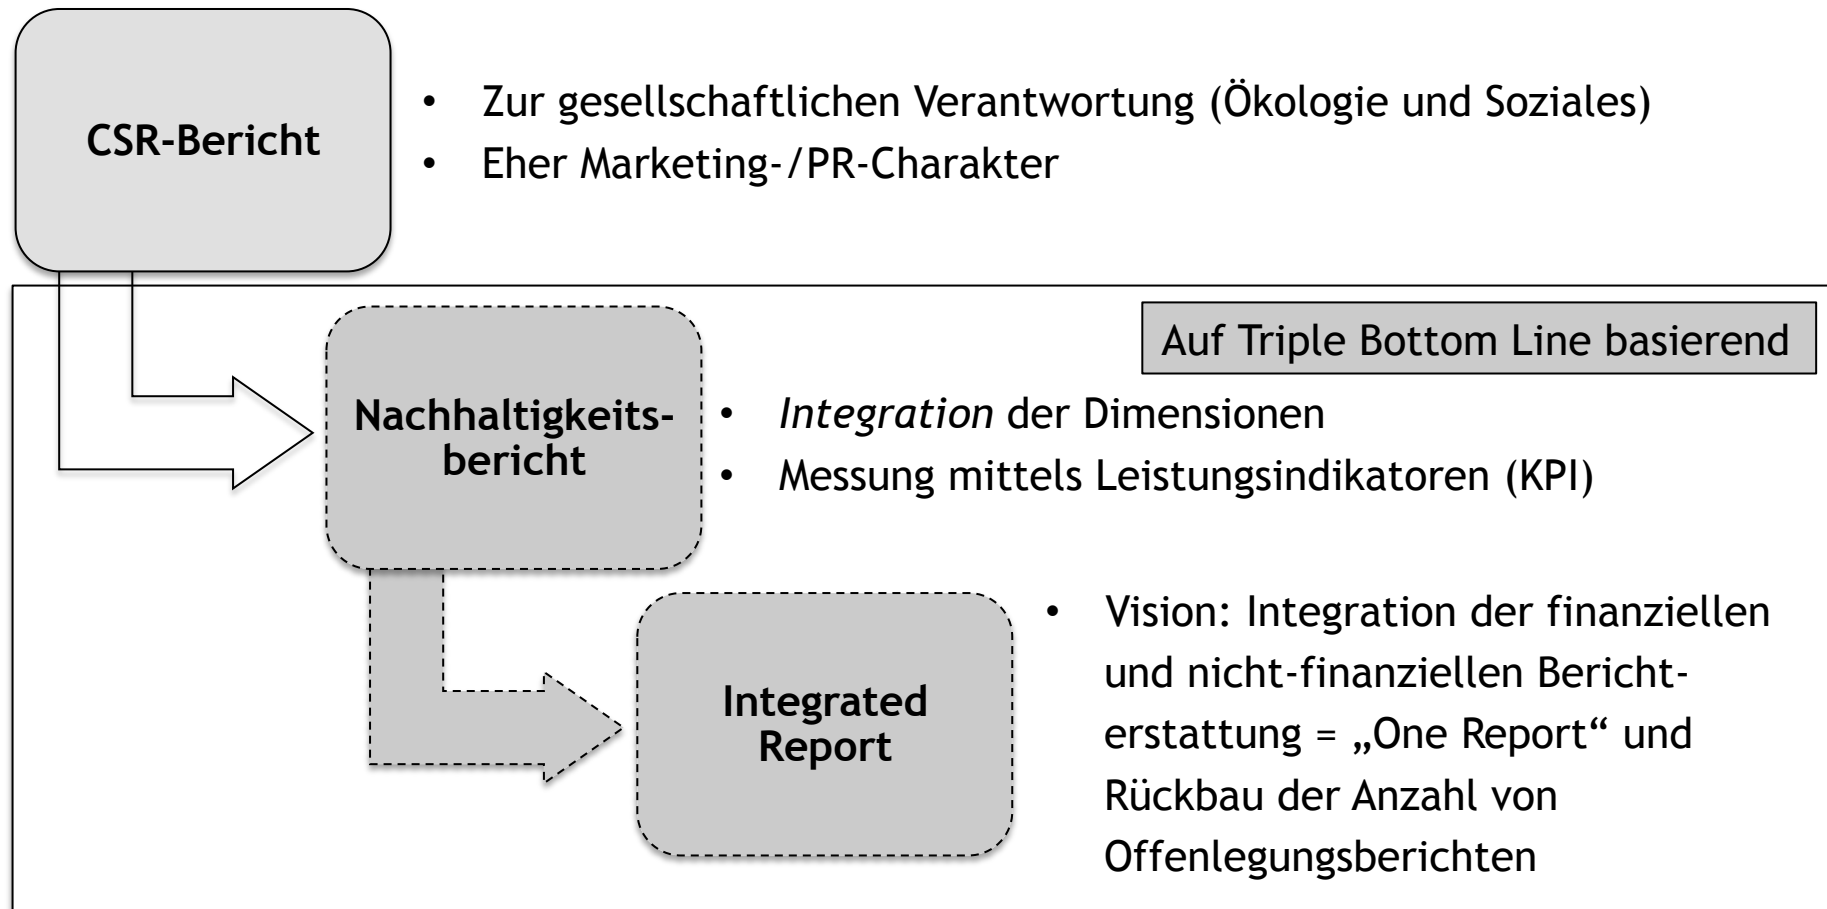 CSR-Bericht
• Zur gesellschaftlichen Verantwortung (Ökologie und Soziales)
• Eher Marketing-/PR-Charakter
Auf Triple Bottom Line basierend
Nachhaltigkeits-
bericht
• Integration der Dimensionen
• Messung mittels Leistungsindikatoren (KPI)
Integrated
Report
• Vision: Integration der finanziellen
und nicht-finanziellen Bericht-
erstattung = „One Report“ und
Rückbau der Anzahl von
Offenlegungsberichten